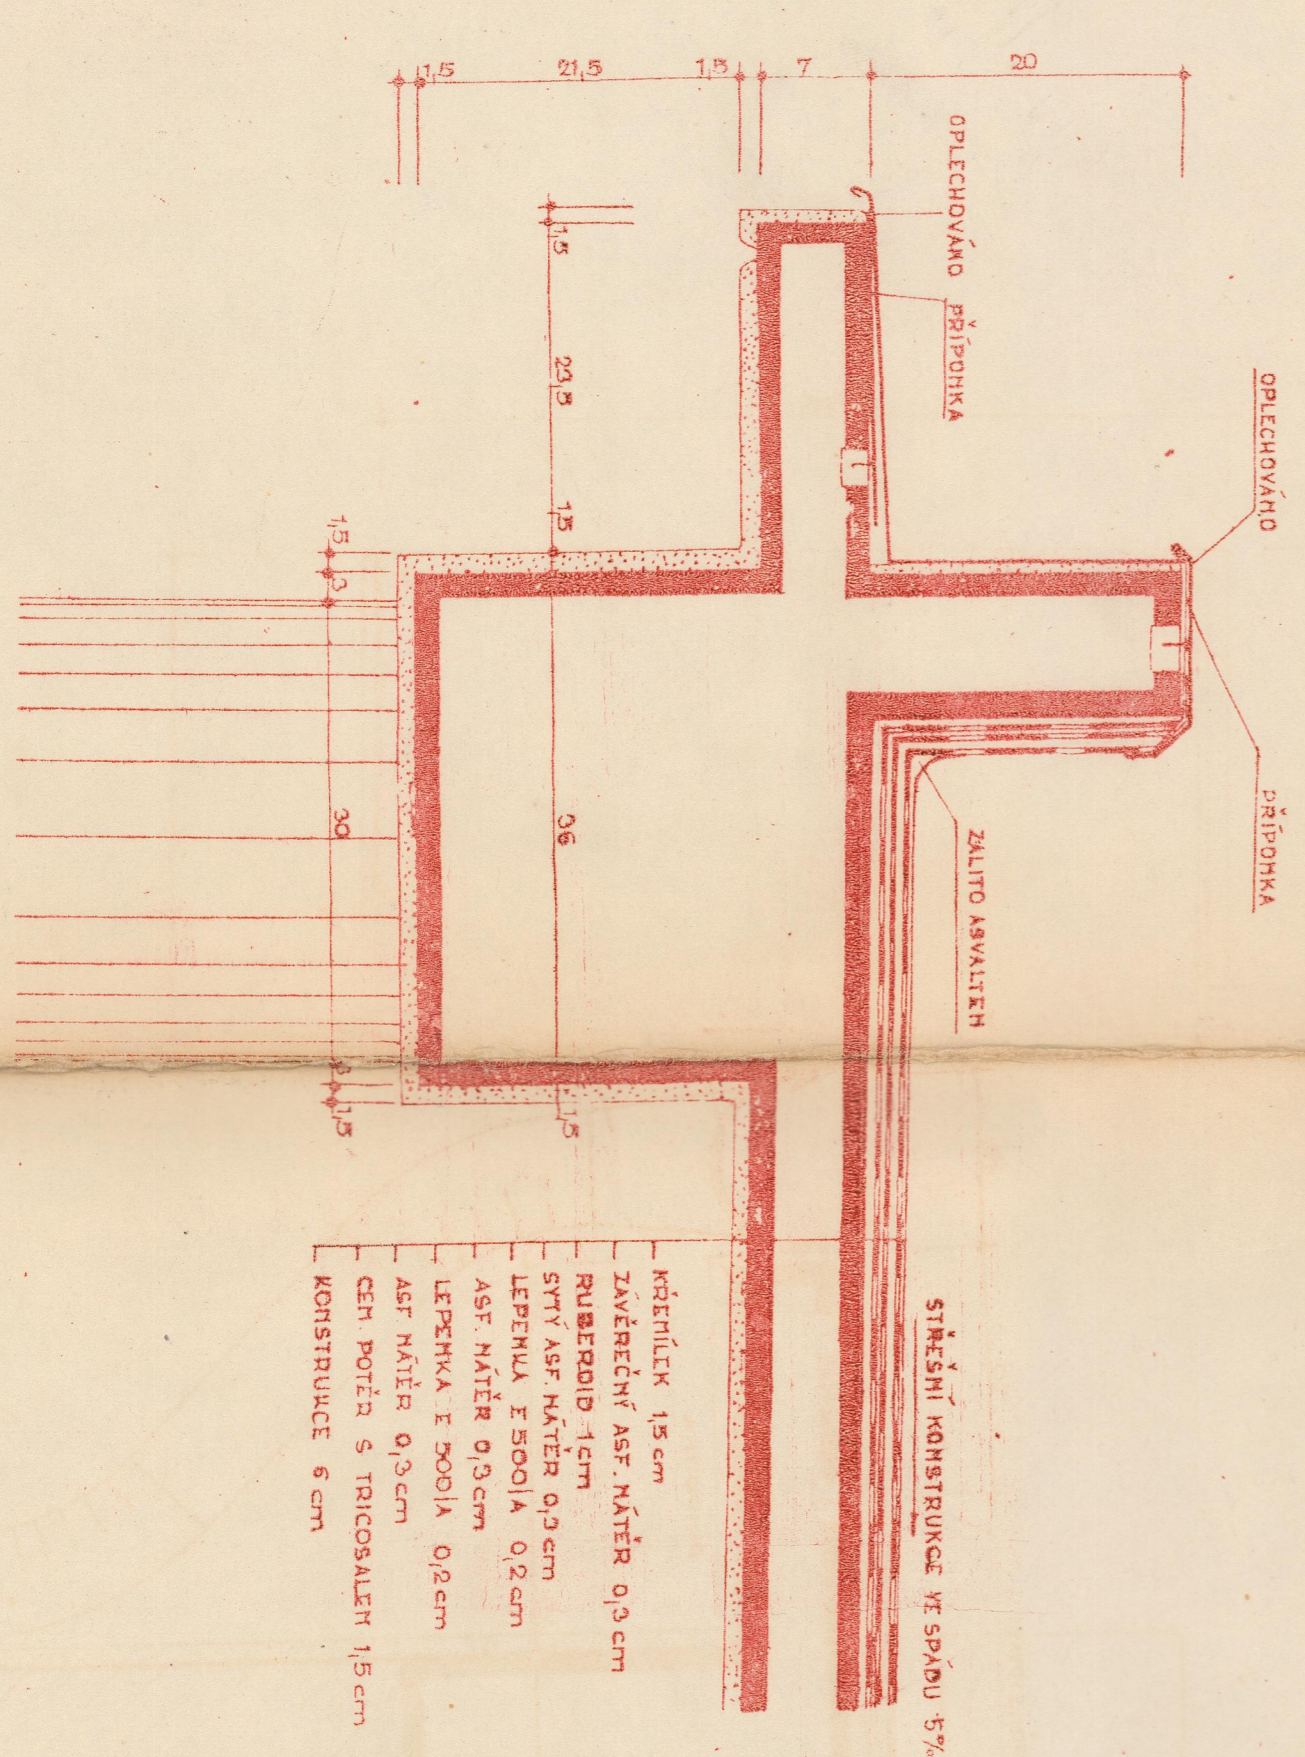 OPLECHOVÁNO
PŘÍPONKA
OPLECHOVÁNO
PŘÍPONKA
ZALITO ASVALTEM
STŘEŠNÍ KONSTRUKCE VE SPÁDU 5%
KŘEMÍLEK 1,5 cm
ZÁVĚREČNÝ ASF. NÁTĚR 0,3 cm
RUBEROID 1 cm
SYTÝ ASF. NÁTĚR 0,3 cm
LEPENKA E 500/A 0,2 cm
ASF. NÁTĚR 0,3 cm
LEPENKA E 500/A 0,2 cm
ASF. NÁTĚR 0,3 cm
CEM. POTĚR S TRICOSALEM 1,5 cm
KONSTRUKCE 6 cm
20
7
1,5
21,5
1,5
1,5
23,5
1,5
36
1,5
1,5
3
30
3
1,5